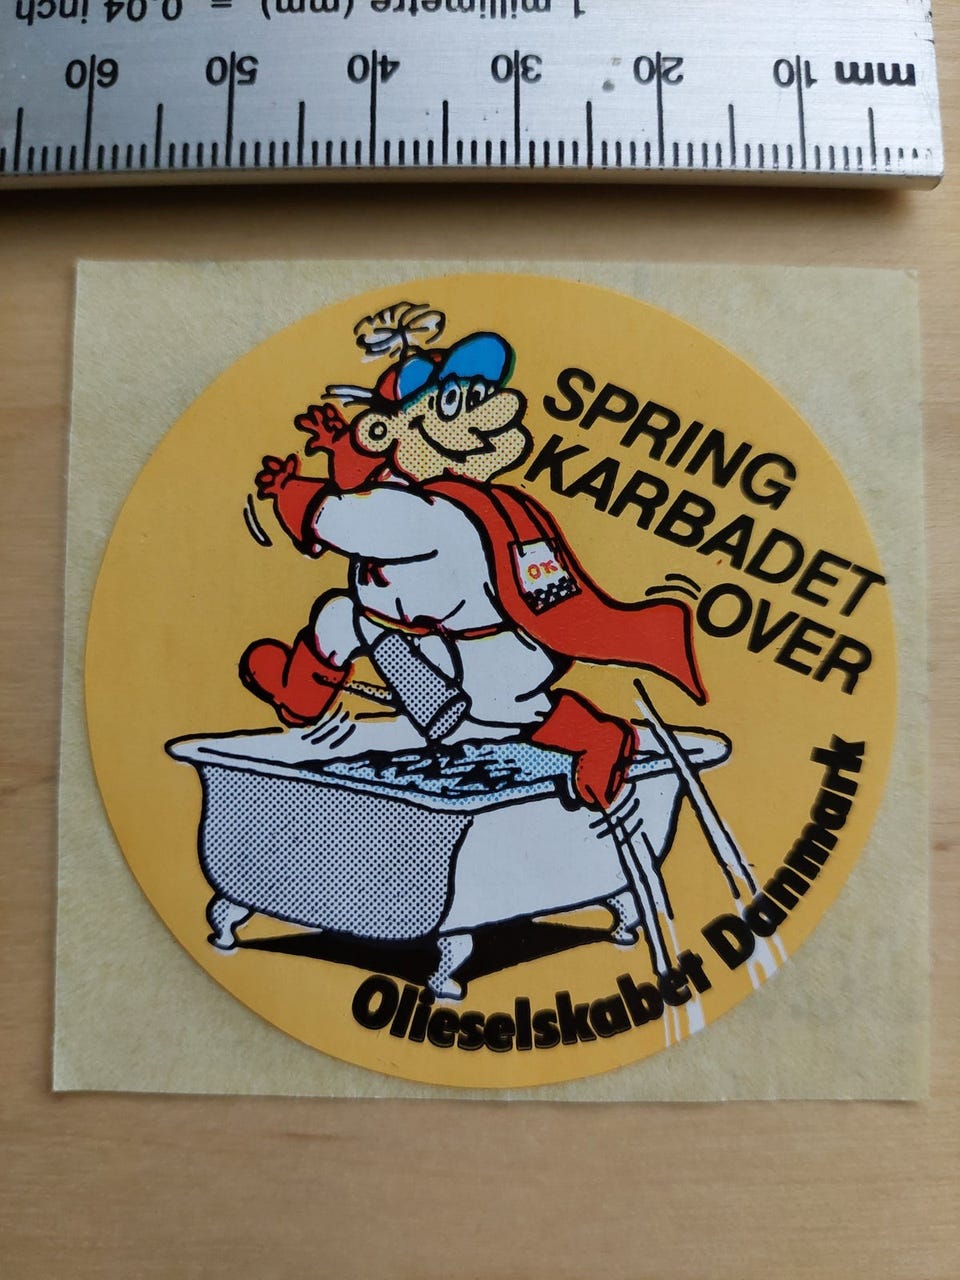 1 millimetre (mm) = 0.04 inch
mm 10 20 30 40 50 60
SPRING
KARBADET
OVER
OK
K
Olieselskabet Danmark